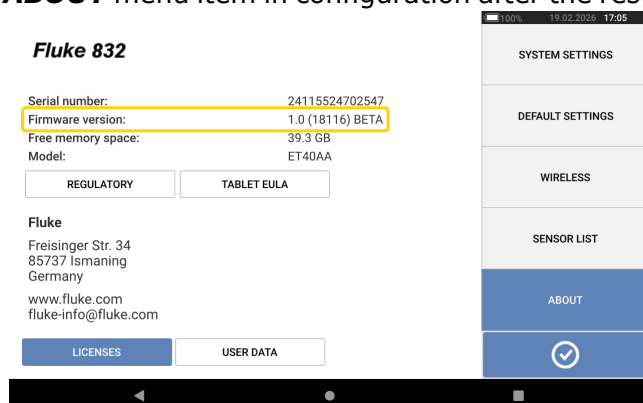 ABOUT menu item in configuration after the res
100% 19.02.2026 17:05
Fluke 832
Serial number: 24115524702547
Firmware version: 1.0 (18116) BETA
Free memory space: 39.3 GB
Model: ET40AA
REGULATORY TABLET EULA
Fluke
Freisinger Str. 34
85737 Ismaning
Germany
www.fluke.com
fluke-info@fluke.com
LICENSES USER DATA
SYSTEM SETTINGS
DEFAULT SETTINGS
WIRELESS
SENSOR LIST
ABOUT